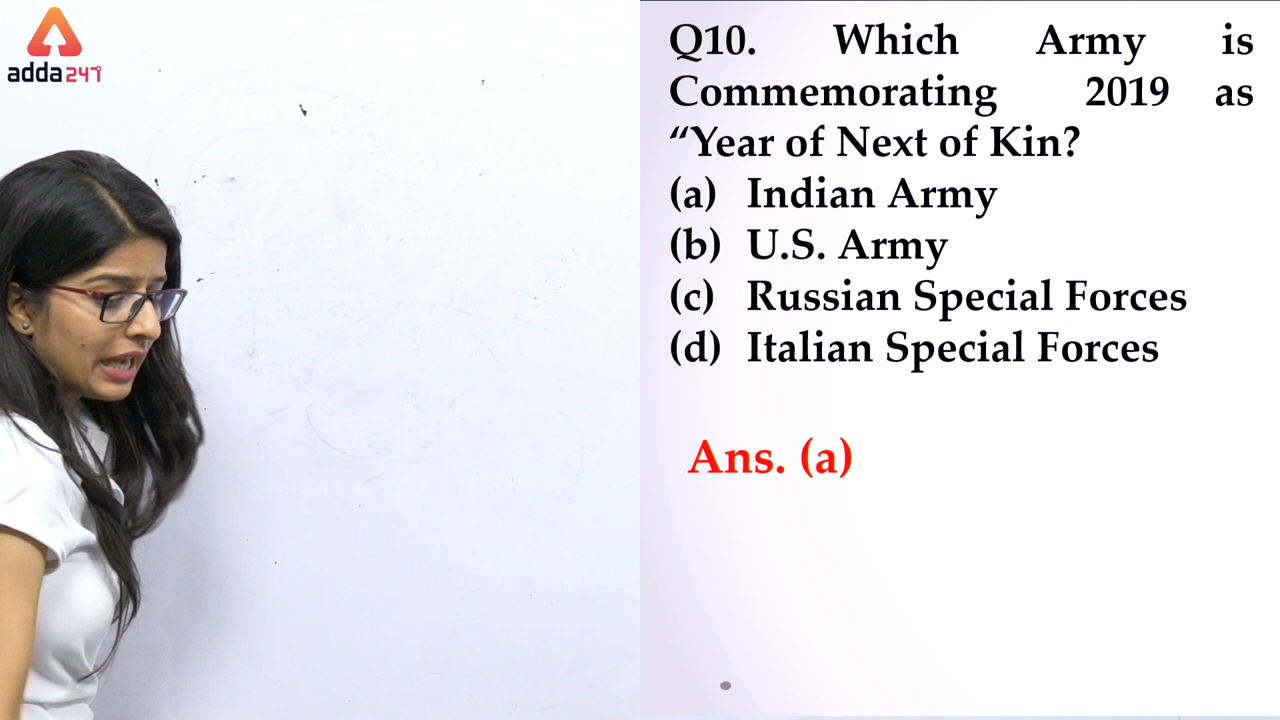 adda247
Q10. Which Army is
Commemorating 2019 as
“Year of Next of Kin?
(a) Indian Army
(b) U.S. Army
(c) Russian Special Forces
(d) Italian Special Forces
Ans. (a)